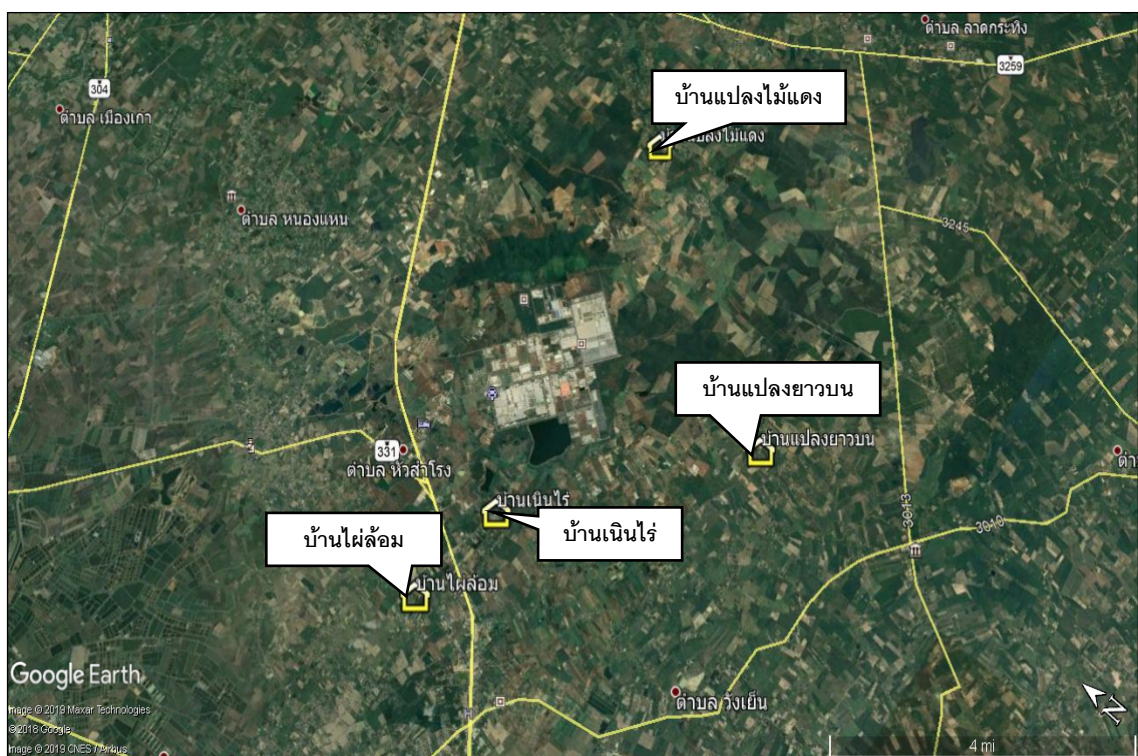 ตำบล ลาดกระทิง
3259
304
บ้านแปลงไม้แดง
ตำบล เมืองเก่า
บ้านแปลงไม้แดง
ตำบล หนองแหน
3245
บ้านแปลงยาวบน
บ้านแปลงยาวบน
331
ตำบล หัวสำโรง
3013
บ้านเนินไร่
บ้านเนินไร่
3010
บ้านไผ่ล้อม
บ้านไผ่ล้อม
Google Earth
ตำบล วังเย็น
Image © 2019 Maxar Technologies
© 2018 Google
Image © 2019 CNES / Airbus
4 mi
N